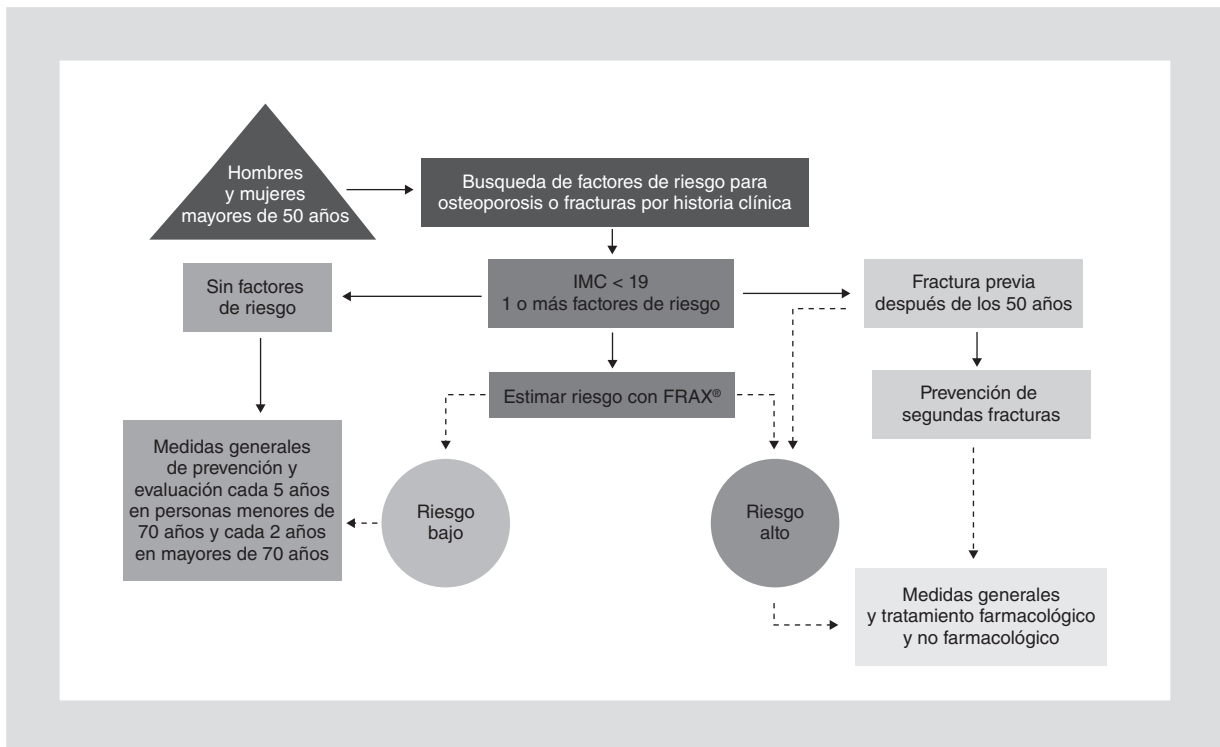 Hombres
y mujeres
mayores de 50 años
Busqueda de factores de riesgo para
osteoporosis o fracturas por historia clínica
Sin factores
de riesgo
IMC < 19
1 o más factores de riesgo
Fractura previa
después de los 50 años
Estimar riesgo con FRAX®
Prevención de
segundas fracturas
Medidas generales
de prevención y
evaluación cada 5 años
en personas menores de
70 años y cada 2 años
en mayores de 70 años
Riesgo
bajo
Riesgo
alto
Medidas generales
y tratamiento farmacológico
y no farmacológico